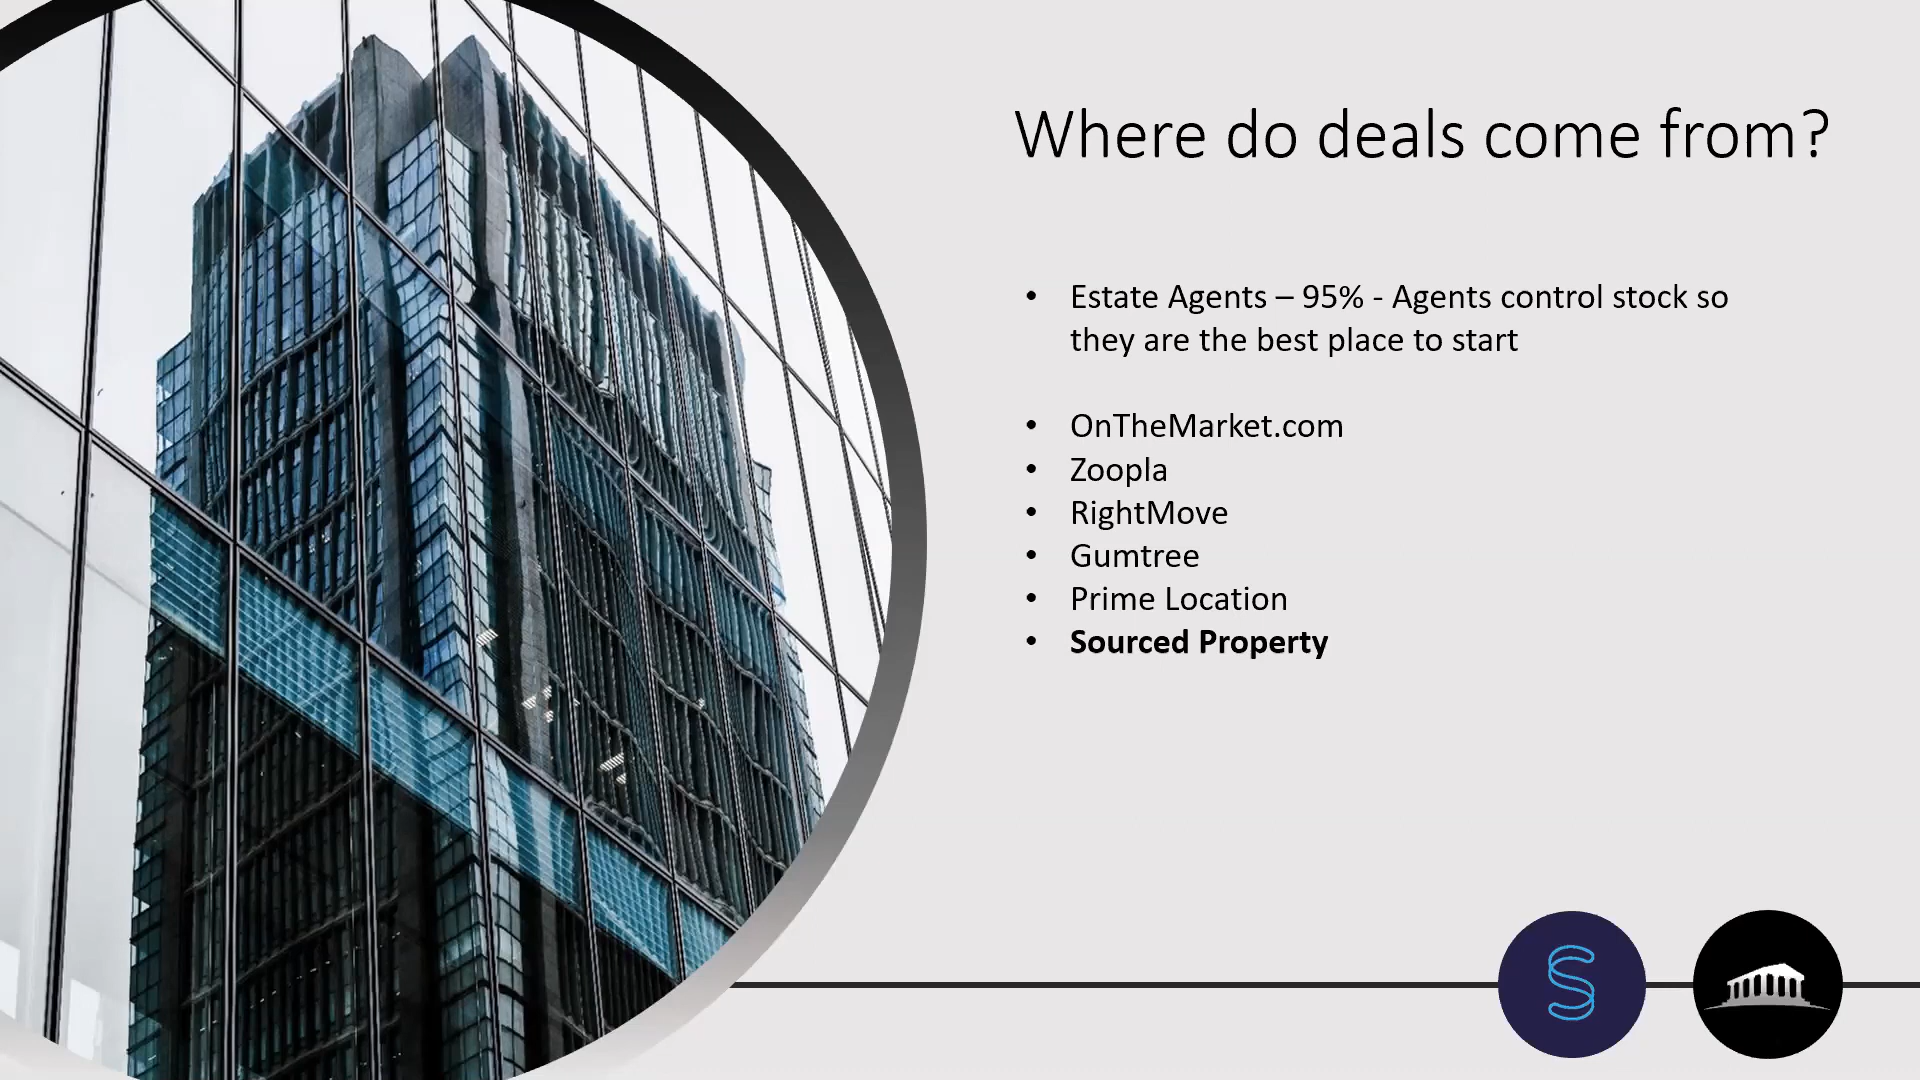 Where do deals come from?
• Estate Agents – 95% - Agents control stock so
they are the best place to start
• OnTheMarket.com
• Zoopla
• RightMove
• Gumtree
• Prime Location
• Sourced Property
S